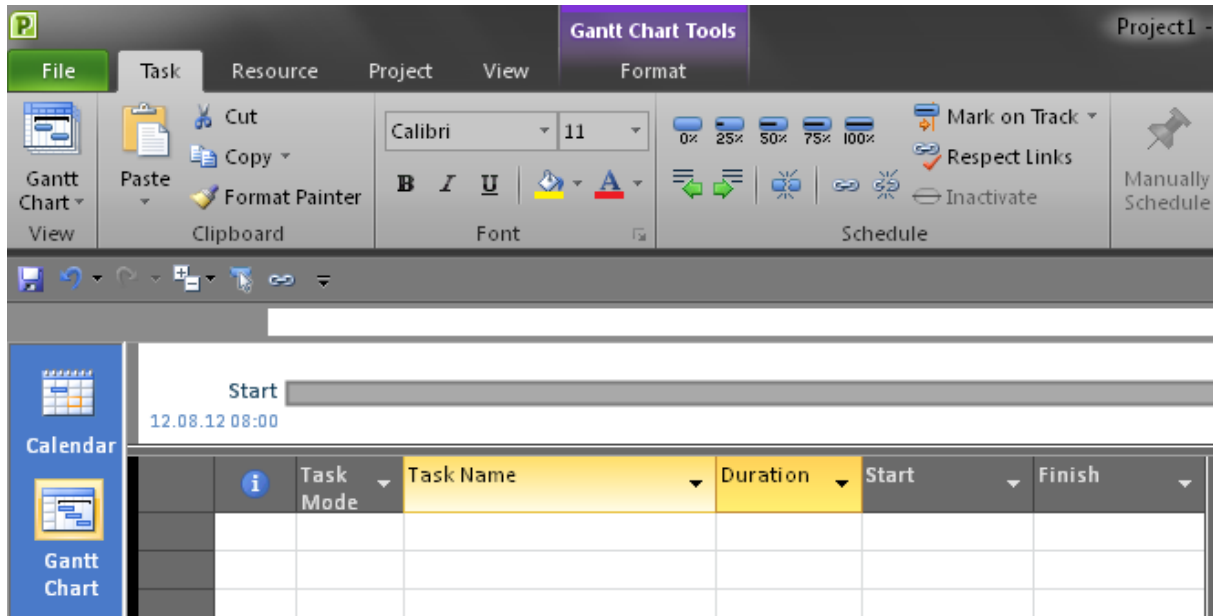 Gantt Chart Tools
Project1 -
File Task Resource Project View Format
Cut
Copy
Format Painter
Paste
Gantt
Chart
Calibri 11
B I U A
0% 25% 50% 75% 100%
Mark on Track
Respect Links
Inactivate
Manually
Schedule
View Clipboard Font Schedule
Start
12.08.12 08:00
Calendar
Gantt
Chart
Task
Mode
Task Name Duration Start Finish